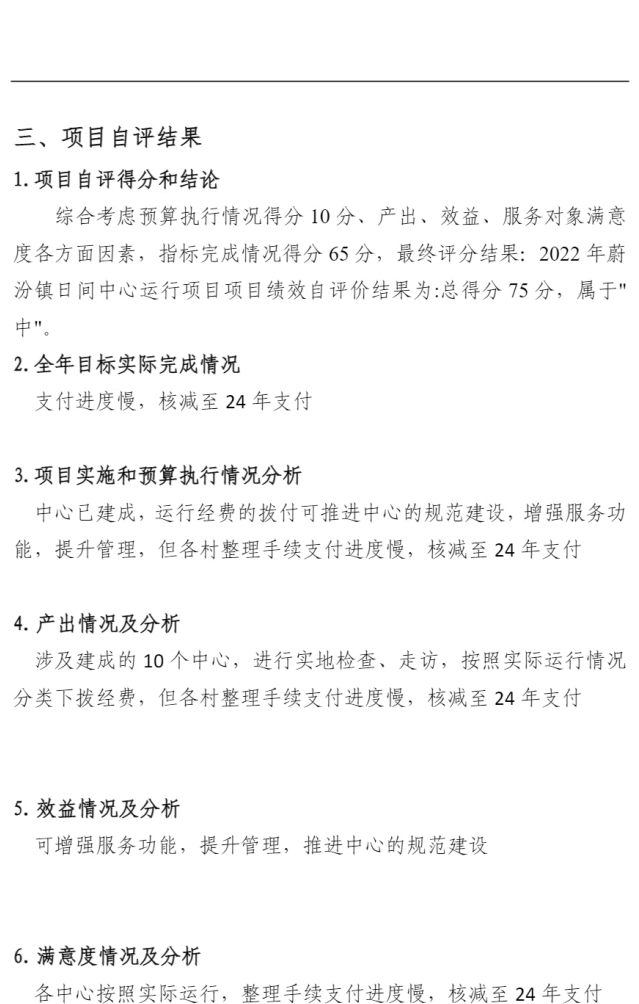 三、项目自评结果
1. 项目自评得分和结论
综合考虑预算执行情况得分 10 分、产出、效益、服务对象满意
度各方面因素，指标完成情况得分 65 分，最终评分结果：2022 年蔚
汾镇日间中心运行项目项目绩效自评价结果为:总得分 75 分，属于"
中"。
2. 全年目标实际完成情况
支付进度慢，核减至 24 年支付
3. 项目实施和预算执行情况分析
中心已建成，运行经费的拨付可推进中心的规范建设，增强服务功
能，提升管理，但各村整理手续支付进度慢，核减至 24 年支付
4. 产出情况及分析
涉及建成的 10 个中心，进行实地检查、走访，按照实际运行情况
分类下拨经费，但各村整理手续支付进度慢，核减至 24 年支付
5. 效益情况及分析
可增强服务功能，提升管理，推进中心的规范建设
6. 满意度情况及分析
各中心按照实际运行，整理手续支付进度慢，核减至 24 年支付